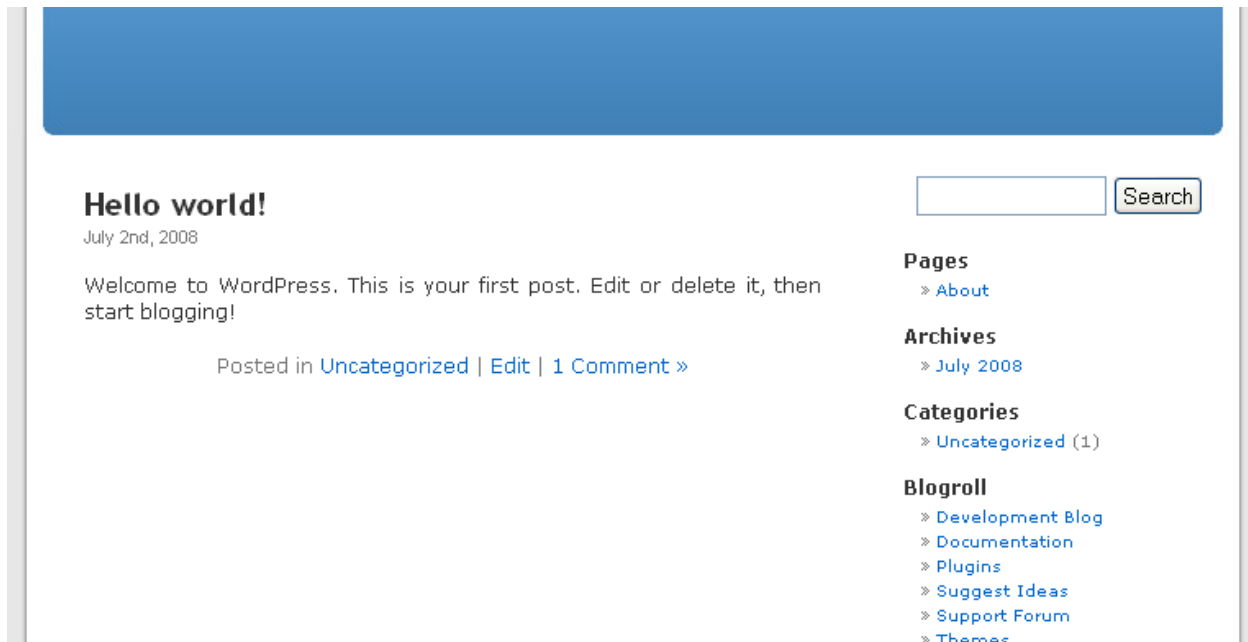 Hello world!
July 2nd, 2008
Welcome to WordPress. This is your first post. Edit or delete it, then
start blogging!
Posted in Uncategorized | Edit | 1 Comment »
Search
Pages
» About
Archives
» July 2008
Categories
» Uncategorized (1)
Blogroll
» Development Blog
» Documentation
» Plugins
» Suggest Ideas
» Support Forum
» Themes